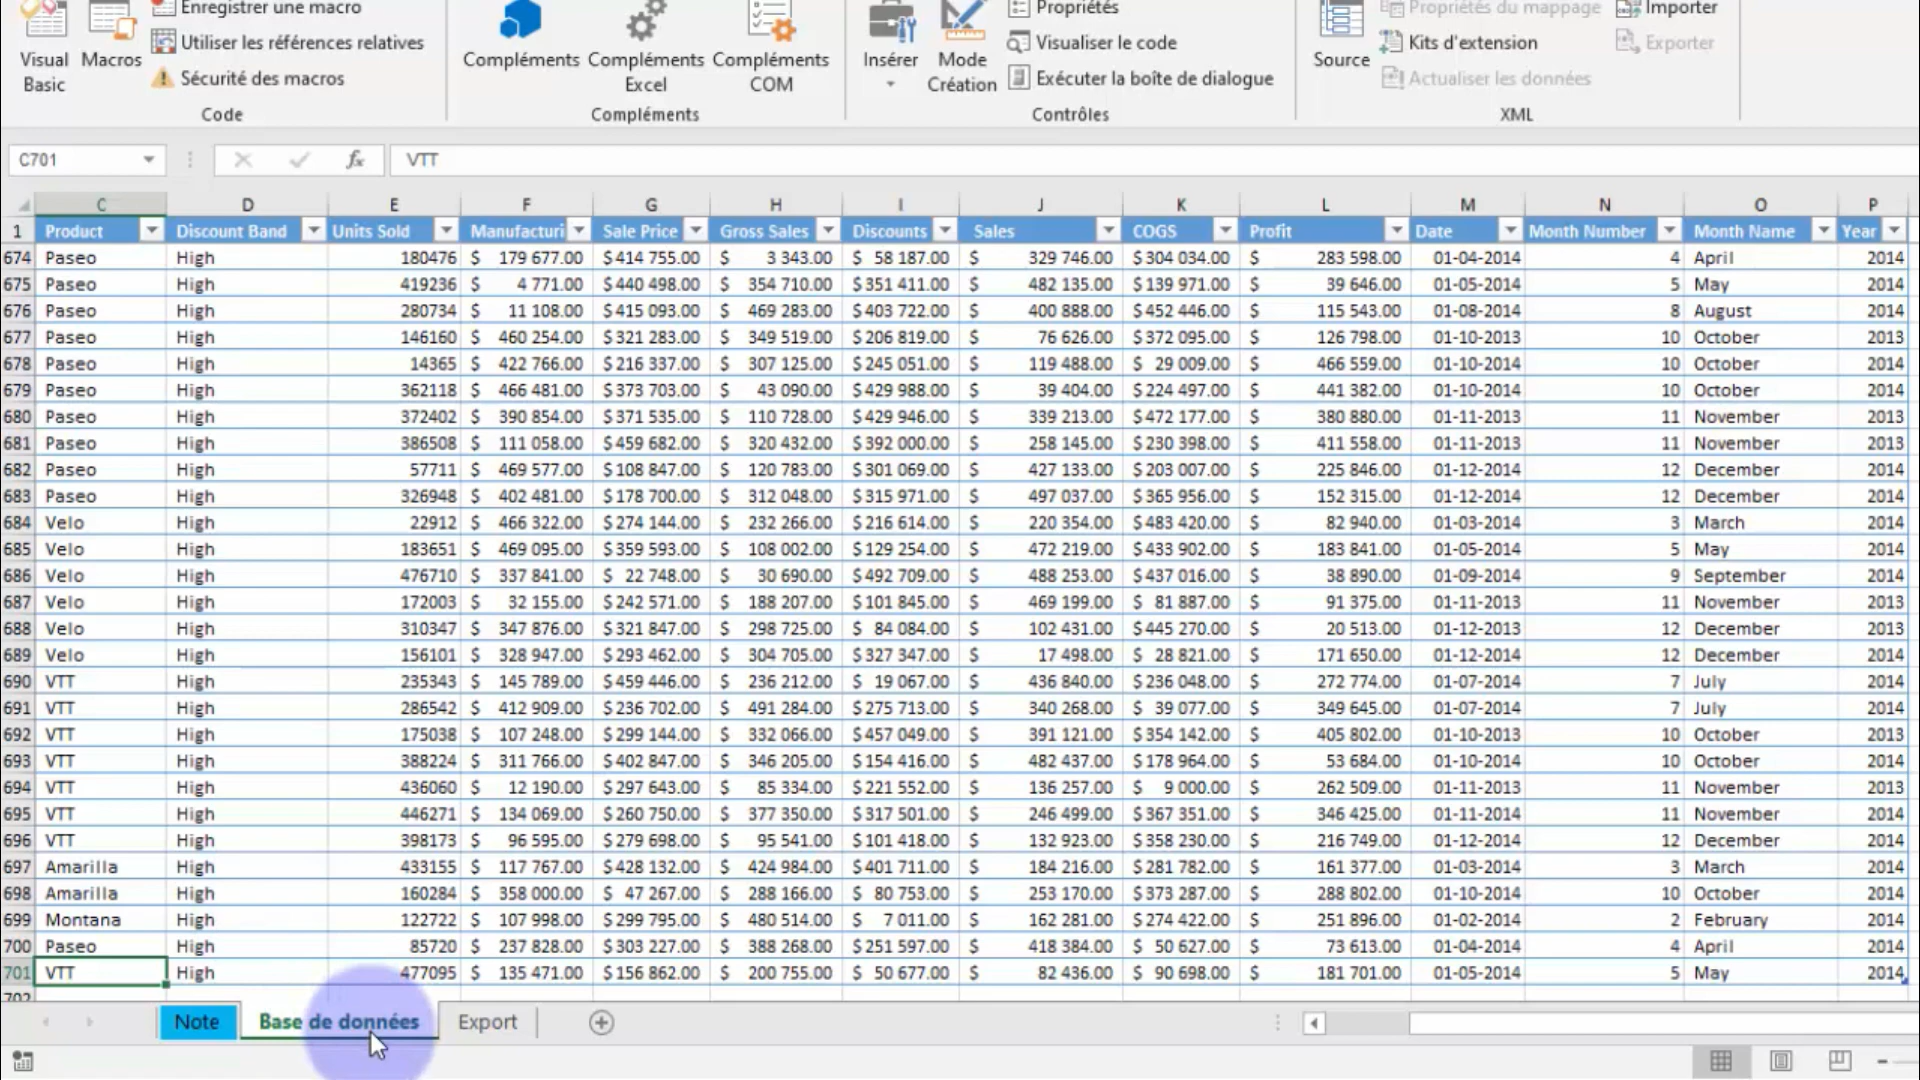 Enregistrer une macro
Propriétés
Propriétés du mappage
Importer
Utiliser les références relatives
Visualiser le code
Kits d'extension
Exporter
Visual Basic
Macros
Sécurité des macros
Compléments
Compléments Excel
Compléments COM
Insérer
Mode Création
Exécuter la boîte de dialogue
Source
Actualiser les données
Code
Compléments
Contrôles
XML
C701
fx
VTT
C D E F G H I J K L M N O P
1 Product Discount Band Units Sold Manufacturi Sale Price Gross Sales Discounts Sales COGS Profit Date Month Number Month Name Year
674 Paseo High 180476 $ 179 677.00 $ 414 755.00 $ 3 343.00 $ 58 187.00 $ 329 746.00 $ 304 034.00 $ 283 598.00 01-04-2014 4 April 2014
675 Paseo High 419236 $ 4 771.00 $ 440 498.00 $ 354 710.00 $ 351 411.00 $ 482 135.00 $ 139 971.00 $ 39 646.00 01-05-2014 5 May 2014
676 Paseo High 280734 $ 11 108.00 $ 415 093.00 $ 469 283.00 $ 403 722.00 $ 400 888.00 $ 452 446.00 $ 115 543.00 01-08-2014 8 August 2014
677 Paseo High 146160 $ 460 254.00 $ 321 283.00 $ 349 519.00 $ 206 819.00 $ 76 626.00 $ 372 095.00 $ 126 798.00 01-10-2013 10 October 2013
678 Paseo High 14365 $ 422 766.00 $ 216 337.00 $ 307 125.00 $ 245 051.00 $ 119 488.00 $ 29 009.00 $ 466 559.00 01-10-2014 10 October 2014
679 Paseo High 362118 $ 466 481.00 $ 373 703.00 $ 43 090.00 $ 429 988.00 $ 39 404.00 $ 224 497.00 $ 441 382.00 01-10-2014 10 October 2014
680 Paseo High 372402 $ 390 854.00 $ 371 535.00 $ 110 728.00 $ 429 946.00 $ 339 213.00 $ 472 177.00 $ 380 880.00 01-11-2013 11 November 2013
681 Paseo High 386508 $ 111 058.00 $ 459 682.00 $ 320 432.00 $ 392 000.00 $ 258 145.00 $ 230 398.00 $ 411 558.00 01-11-2013 11 November 2013
682 Paseo High 57711 $ 469 577.00 $ 108 847.00 $ 120 783.00 $ 301 069.00 $ 427 133.00 $ 203 007.00 $ 225 846.00 01-12-2014 12 December 2014
683 Paseo High 326948 $ 402 481.00 $ 178 700.00 $ 312 048.00 $ 315 971.00 $ 497 037.00 $ 365 956.00 $ 152 315.00 01-12-2014 12 December 2014
684 Velo High 22912 $ 466 322.00 $ 274 144.00 $ 232 266.00 $ 216 614.00 $ 220 354.00 $ 483 420.00 $ 82 940.00 01-03-2014 3 March 2014
685 Velo High 183651 $ 469 095.00 $ 359 593.00 $ 108 002.00 $ 129 254.00 $ 472 219.00 $ 433 902.00 $ 183 841.00 01-05-2014 5 May 2014
686 Velo High 476710 $ 337 841.00 $ 22 748.00 $ 30 690.00 $ 492 709.00 $ 488 253.00 $ 437 016.00 $ 38 890.00 01-09-2014 9 September 2014
687 Velo High 172003 $ 32 155.00 $ 242 571.00 $ 188 207.00 $ 101 845.00 $ 469 199.00 $ 81 887.00 $ 91 375.00 01-11-2013 11 November 2013
688 Velo High 310347 $ 347 876.00 $ 321 847.00 $ 298 725.00 $ 84 084.00 $ 102 431.00 $ 445 270.00 $ 20 513.00 01-12-2013 12 December 2013
689 Velo High 156101 $ 328 947.00 $ 293 462.00 $ 304 705.00 $ 327 347.00 $ 17 498.00 $ 28 821.00 $ 171 650.00 01-12-2014 12 December 2014
690 VTT High 235343 $ 145 789.00 $ 459 446.00 $ 236 212.00 $ 19 067.00 $ 436 840.00 $ 236 048.00 $ 272 774.00 01-07-2014 7 July 2014
691 VTT High 286542 $ 412 909.00 $ 236 702.00 $ 491 284.00 $ 275 713.00 $ 340 268.00 $ 39 077.00 $ 349 645.00 01-07-2014 7 July 2014
692 VTT High 175038 $ 107 248.00 $ 299 144.00 $ 332 066.00 $ 457 049.00 $ 391 121.00 $ 354 142.00 $ 405 802.00 01-10-2013 10 October 2013
693 VTT High 388224 $ 311 766.00 $ 402 847.00 $ 346 205.00 $ 154 416.00 $ 482 437.00 $ 178 964.00 $ 53 684.00 01-10-2014 10 October 2014
694 VTT High 436060 $ 12 190.00 $ 297 643.00 $ 85 334.00 $ 221 552.00 $ 136 257.00 $ 9 000.00 $ 262 509.00 01-11-2013 11 November 2013
695 VTT High 446271 $ 134 069.00 $ 260 750.00 $ 377 350.00 $ 317 501.00 $ 246 499.00 $ 367 351.00 $ 346 425.00 01-11-2014 11 November 2014
696 VTT High 398173 $ 96 595.00 $ 279 698.00 $ 95 541.00 $ 101 418.00 $ 132 923.00 $ 358 230.00 $ 216 749.00 01-12-2014 12 December 2014
697 Amarilla High 433155 $ 117 767.00 $ 428 132.00 $ 424 984.00 $ 401 711.00 $ 184 216.00 $ 281 782.00 $ 161 377.00 01-03-2014 3 March 2014
698 Amarilla High 160284 $ 358 000.00 $ 47 267.00 $ 288 166.00 $ 80 753.00 $ 253 170.00 $ 373 287.00 $ 288 802.00 01-10-2014 10 October 2014
699 Montana High 122722 $ 107 998.00 $ 299 795.00 $ 480 514.00 $ 7 011.00 $ 162 281.00 $ 274 422.00 $ 251 896.00 01-02-2014 2 February 2014
700 Paseo High 85720 $ 237 828.00 $ 303 227.00 $ 388 268.00 $ 251 597.00 $ 418 384.00 $ 50 627.00 $ 73 613.00 01-04-2014 4 April 2014
701 VTT High 477095 $ 135 471.00 $ 156 862.00 $ 200 755.00 $ 50 677.00 $ 82 436.00 $ 90 698.00 $ 181 701.00 01-05-2014 5 May 2014
702
Note
Base de données
Export